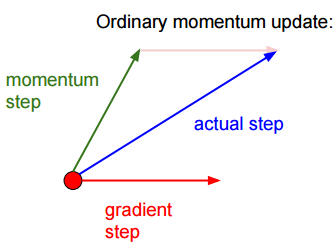 Ordinary momentum update:
momentum
step
actual step
gradient
step